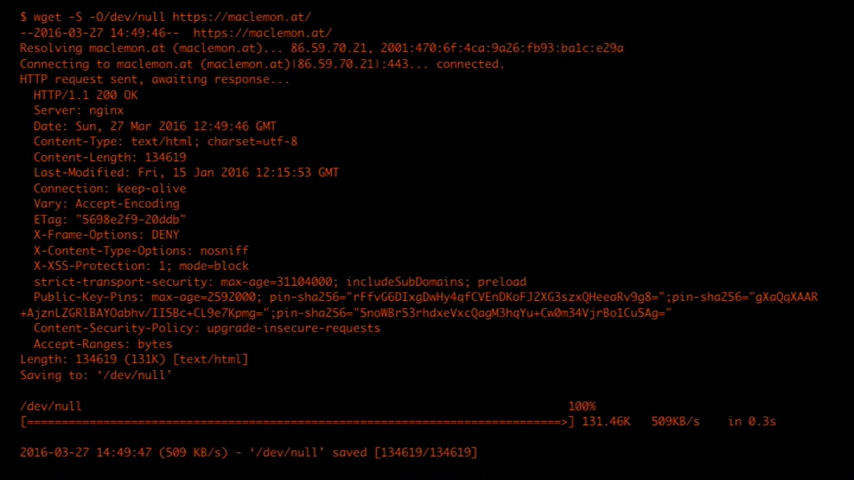 $ wget -S -O/dev/null https://maclemon.at/
--2016-03-27 14:49:46--  https://maclemon.at/
Resolving maclemon.at (maclemon.at)... 86.59.70.21, 2001:470:6f:4ca:9a26:fb93:ba1c:e29a
Connecting to maclemon.at (maclemon.at)|86.59.70.21|:443... connected.
HTTP request sent, awaiting response...
  HTTP/1.1 200 OK
  Server: nginx
  Date: Sun, 27 Mar 2016 12:49:46 GMT
  Content-Type: text/html; charset=utf-8
  Content-Length: 134619
  Last-Modified: Fri, 15 Jan 2016 12:15:53 GMT
  Connection: keep-alive
  Vary: Accept-Encoding
  ETag: "5698e2f9-20ddb"
  X-Frame-Options: DENY
  X-Content-Type-Options: nosniff
  X-XSS-Protection: 1; mode=block
  strict-transport-security: max-age=31104000; includeSubDomains; preload
  Public-Key-Pins: max-age=2592000; pin-sha256="rFfvG6DIxgDwHy4qfCVEnDKoFJ2XG3szxQHeeaRv9g8=";pin-sha256="gXaQqXAAR
+AjznLZGRlBAYOabhv/II5Bc+CL9e7Kpmg=";pin-sha256="5noWBr53rhdxeVxcQagM3hqYu+Cw0m34VjrBo1Cu5Ag="
  Content-Security-Policy: upgrade-insecure-requests
  Accept-Ranges: bytes
Length: 134619 (131K) [text/html]
Saving to: ‘/dev/null’
/dev/null 100%
[=============================================================================>] 131.46K   509KB/s    in 0.3s
2016-03-27 14:49:47 (509 KB/s) - ‘/dev/null’ saved [134619/134619]